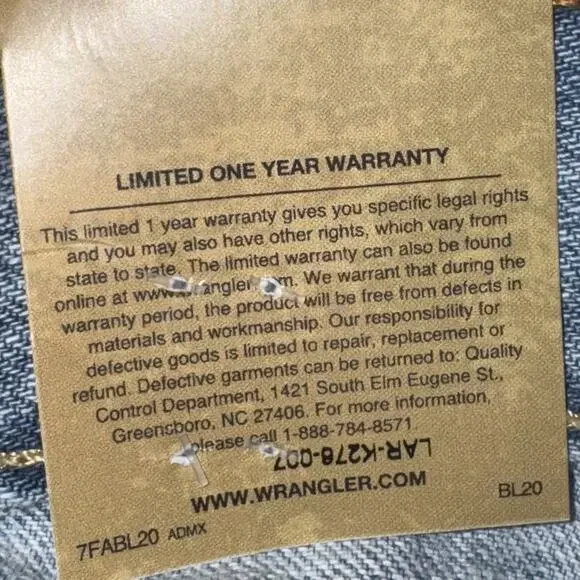 LIMITED ONE YEAR WARRANTY
This limited 1 year warranty gives you specific legal rights
and you may also have other rights, which vary from
state to state. The limited warranty can also be found
online at www. . We warrant that during the
warranty period, the product will be free from defects in
materials and workmanship. Our responsibility for
defective goods is limited to repair, replacement or
refund. Defective garments can be returned to: Quality
Control Department, 1421 South Elm Eugene St.,
Greensboro, NC 27406. For more information,
please call 1-888-784-8571.
LAR-K278-007
WWW.WRANGLER.COM
7FABL20 ADMX
BL20